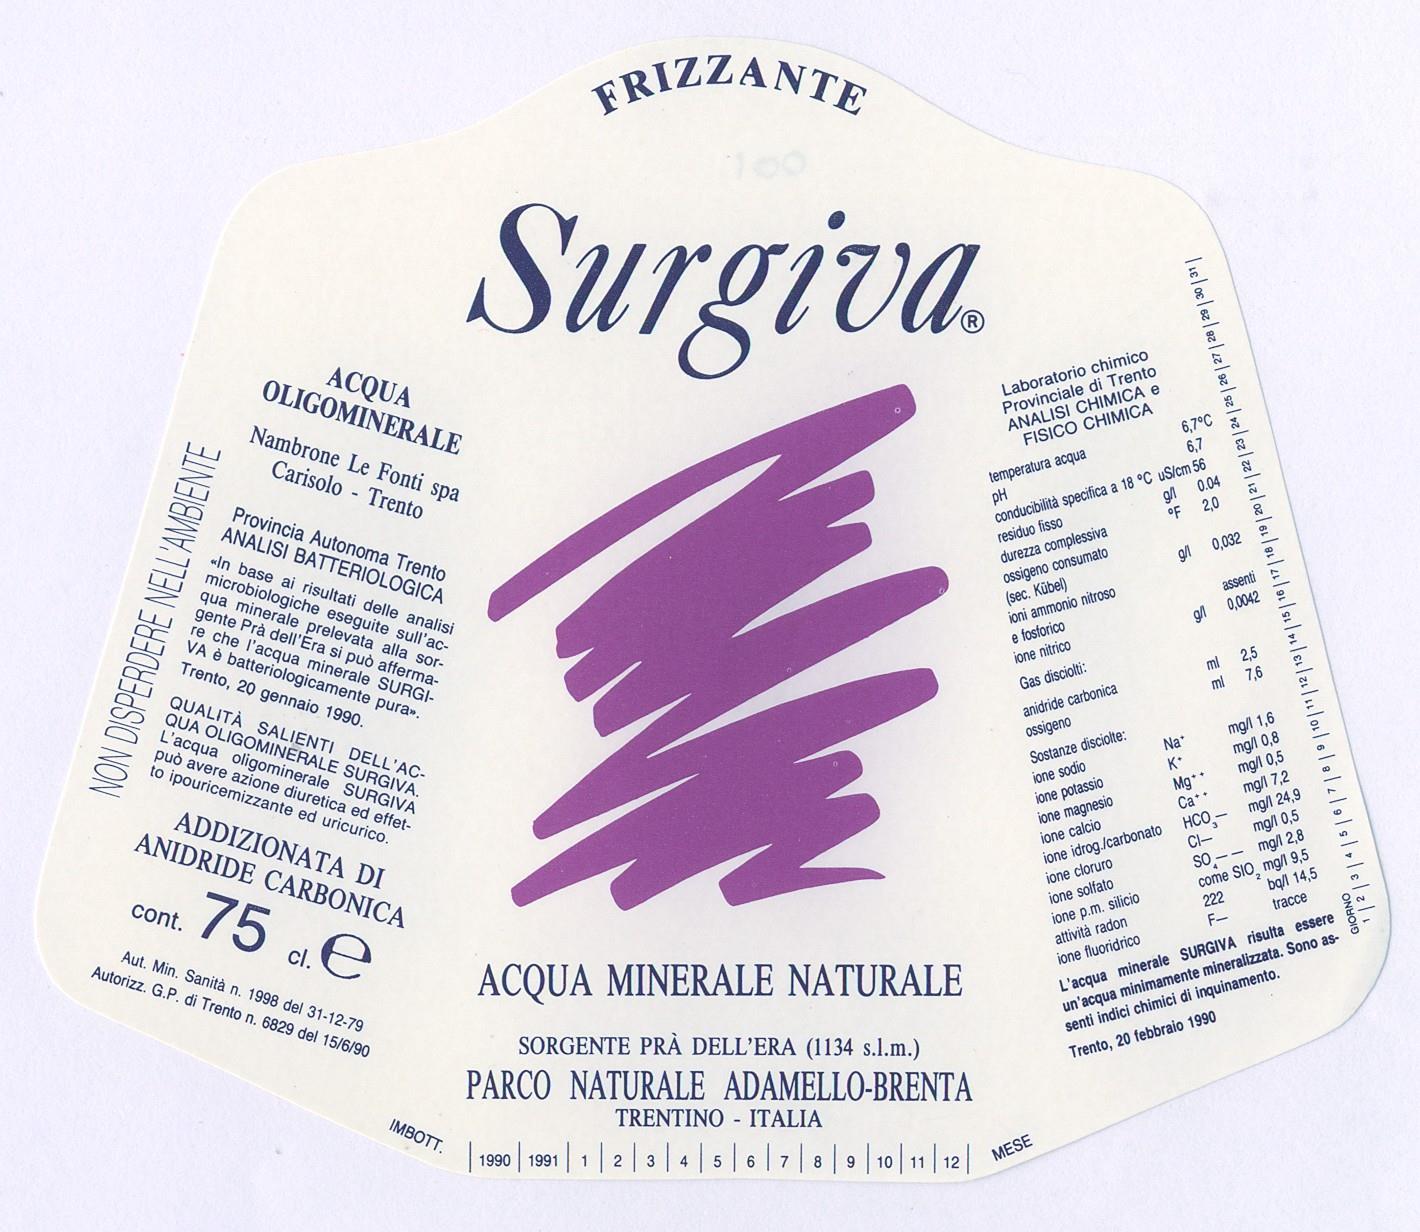 FRIZZANTE
100
Surgiva®
ACQUA
OLIGOMINERALE
Nambrone Le Fonti spa
Carisolo - Trento
Provincia Autonoma Trento
ANALISI BATTERIOLOGICA
«In base ai risultati delle analisi
microbiologiche eseguite sull'ac-
qua minerale prelevata alla sor-
gente Prà dell'Era si può afferma-
re che l'acqua minerale SURGI-
VA è batteriologicamente pura».
Trento, 20 gennaio 1990.
QUALITÀ SALIENTI DELL'AC-
QUA OLIGOMINERALE SURGIVA.
L'acqua oligominerale SURGIVA
può avere azione diuretica ed effet-
to ipouricemizzante ed uricurico.
ADDIZIONATA DI
ANIDRIDE CARBONICA
cont. 75 cl. e
Aut. Min. Sanità n. 1998 del 31-12-79
Autorizz. G.P. di Trento n. 6829 del 15/6/90
NON DISPERDERE NELL'AMBIENTE
ACQUA MINERALE NATURALE
SORGENTE PRÀ DELL'ERA (1134 s.l.m.)
PARCO NATURALE ADAMELLO-BRENTA
TRENTINO - ITALIA
IMBOTT. | 1990 | 1991 | 1 | 2 | 3 | 4 | 5 | 6 | 7 | 8 | 9 | 10 | 11 | 12 | MESE
Laboratorio chimico
Provinciale di Trento
ANALISI CHIMICA e
FISICO CHIMICA
temperatura acqua 6,7°C
pH 6,7
conducibilità specifica a 18 °C uS/cm 56
residuo fisso g/l 0.04
durezza complessiva °F 2,0
ossigeno consumato
(sec. Kübel) g/l 0,032
ioni ammonio nitroso
e fosforico assenti
ione nitrico g/l 0,0042
Gas disciolti:
anidride carbonica ml 2,5
ossigeno ml 7,6
Sostanze disciolte:
ione sodio Na+ mg/l 1,6
ione potassio K+ mg/l 0,8
ione magnesio Mg++ mg/l 0,5
ione calcio Ca++ mg/l 7,2
ione idrog./carbonato HCO3— mg/l 24,9
ione cloruro Cl— mg/l 0,5
ione solfato SO4—— mg/l 2,8
ione p.m. silicio come SIO2 mg/l 9,5
attività radon 222 bq/l 14,5
ione fluoridrico F— tracce
L'acqua minerale SURGIVA risulta essere
un'acqua minimamente mineralizzata. Sono as-
senti indici chimici di inquinamento.
Trento, 20 febbraio 1990
GIORNO
1 | 2 | 3 | 4 | 5 | 6 | 7 | 8 | 9 | 10 | 11 | 12 | 13 | 14 | 15 | 16 | 17 | 18 | 19 | 20 | 21 | 22 | 23 | 24 | 25 | 26 | 27 | 28 | 29 | 30 | 31 |